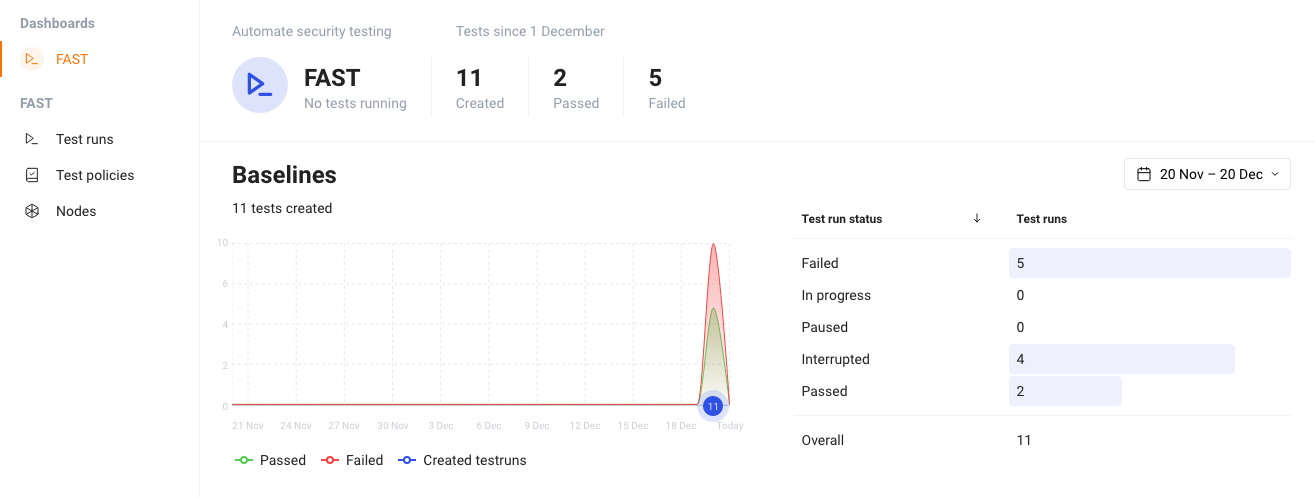 Dashboards
FAST
FAST
Test runs
Test policies
Nodes
Automate security testing
Tests since 1 December
FAST
No tests running
11
Created
2
Passed
5
Failed
Baselines
11 tests created
20 Nov – 20 Dec
10
6
4
2
0
21 Nov 24 Nov 27 Nov 30 Nov 3 Dec 6 Dec 9 Dec 12 Dec 15 Dec 18 Dec Today
11
Passed Failed Created testruns
Test run status Test runs
Failed 5
In progress 0
Paused 0
Interrupted 4
Passed 2
Overall 11